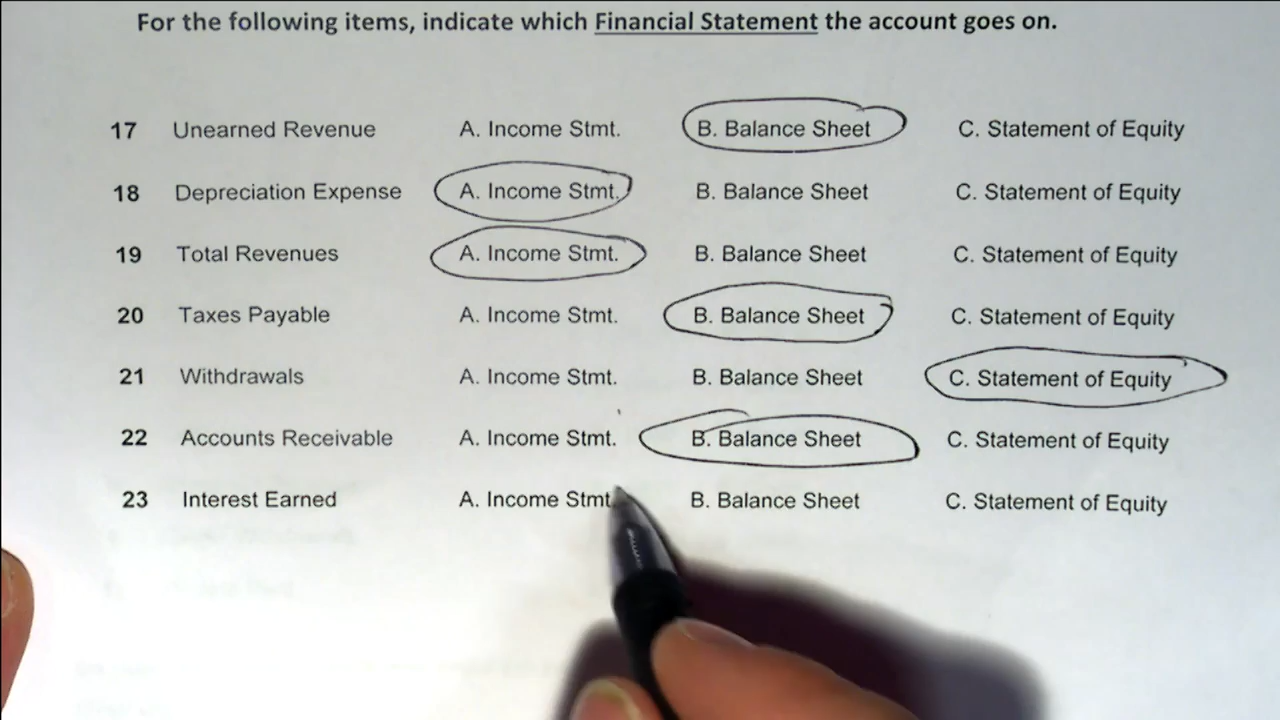 For the following items, indicate which Financial Statement the account goes on.
17 Unearned Revenue A. Income Stmt. B. Balance Sheet C. Statement of Equity
18 Depreciation Expense A. Income Stmt. B. Balance Sheet C. Statement of Equity
19 Total Revenues A. Income Stmt. B. Balance Sheet C. Statement of Equity
20 Taxes Payable A. Income Stmt. B. Balance Sheet C. Statement of Equity
21 Withdrawals A. Income Stmt. B. Balance Sheet C. Statement of Equity
22 Accounts Receivable A. Income Stmt. B. Balance Sheet C. Statement of Equity
23 Interest Earned A. Income Stmt. B. Balance Sheet C. Statement of Equity